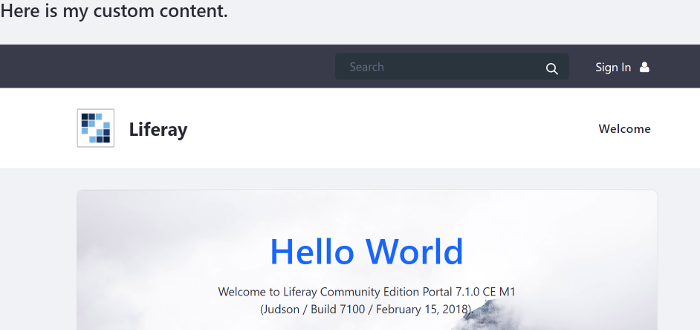 Here is my custom content.
Search
Sign In
Liferay
Welcome
Hello World
Welcome to Liferay Community Edition Portal 7.1.0 CE M1
(Judson / Build 7100 / February 15, 2018).